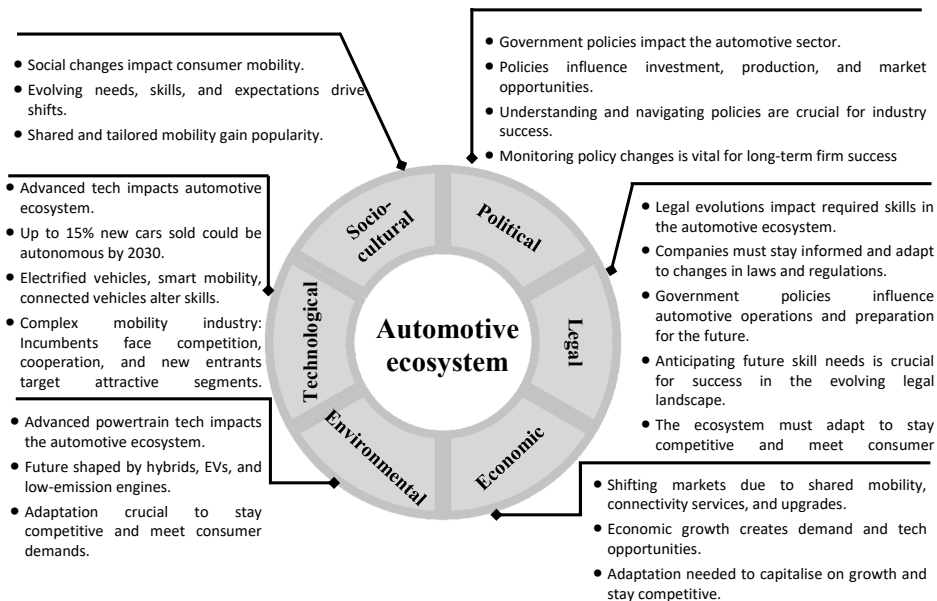 • Social changes impact consumer mobility.
• Evolving needs, skills, and expectations drive
shifts.
• Shared and tailored mobility gain popularity.
• Government policies impact the automotive sector.
• Policies influence investment, production, and market
opportunities.
• Understanding and navigating policies are crucial for industry
success.
• Monitoring policy changes is vital for long-term firm success
• Advanced tech impacts automotive
ecosystem.
• Up to 15% new cars sold could be
autonomous by 2030.
• Electrified vehicles, smart mobility,
connected vehicles alter skills.
• Complex mobility industry:
Incumbents face competition,
cooperation, and new entrants
target attractive segments.
• Legal evolutions impact required skills in
the automotive ecosystem.
• Companies must stay informed and adapt
to changes in laws and regulations.
• Government policies influence
automotive operations and preparation
for the future.
• Anticipating future skill needs is crucial
for success in the evolving legal
landscape.
• The ecosystem must adapt to stay
competitive and meet consumer
Socio-
cultural
Political
Technological
Automotive
ecosystem
Legal
Environmental
Economic
• Advanced powertrain tech impacts
the automotive ecosystem.
• Future shaped by hybrids, EVs, and
low-emission engines.
• Adaptation crucial to stay
competitive and meet consumer
demands.
• Shifting markets due to shared mobility,
connectivity services, and upgrades.
• Economic growth creates demand and tech
opportunities.
• Adaptation needed to capitalise on growth and
stay competitive.